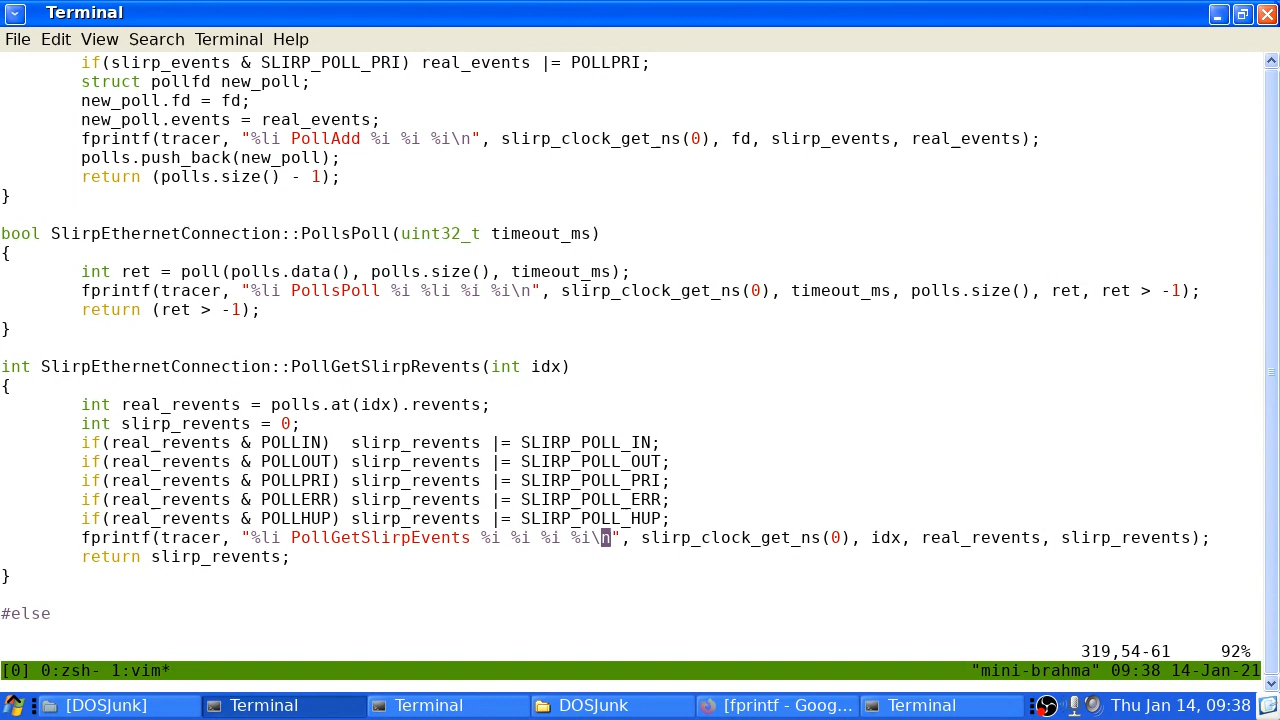 Terminal
File Edit View Search Terminal Help
if(slirp_events & SLIRP_POLL_PRI) real_events |= POLLPRI;
struct pollfd new_poll;
new_poll.fd = fd;
new_poll.events = real_events;
fprintf(tracer, "%li PollAdd %i %i %i\n", slirp_clock_get_ns(0), fd, slirp_events, real_events);
polls.push_back(new_poll);
return (polls.size() - 1);
}
bool SlirpEthernetConnection::PollsPoll(uint32_t timeout_ms)
{
int ret = poll(polls.data(), polls.size(), timeout_ms);
fprintf(tracer, "%li PollsPoll %i %li %i %i\n", slirp_clock_get_ns(0), timeout_ms, polls.size(), ret, ret > -1);
return (ret > -1);
}
int SlirpEthernetConnection::PollGetSlirpRevents(int idx)
{
int real_revents = polls.at(idx).revents;
int slirp_revents = 0;
if(real_revents & POLLIN)  slirp_revents |= SLIRP_POLL_IN;
if(real_revents & POLLOUT) slirp_revents |= SLIRP_POLL_OUT;
if(real_revents & POLLPRI) slirp_revents |= SLIRP_POLL_PRI;
if(real_revents & POLLERR) slirp_revents |= SLIRP_POLL_ERR;
if(real_revents & POLLHUP) slirp_revents |= SLIRP_POLL_HUP;
fprintf(tracer, "%li PollGetSlirpEvents %i %i %i %i\n", slirp_clock_get_ns(0), idx, real_revents, slirp_revents);
return slirp_revents;
}
#else
319,54-61 92%
[0] 0:zsh- 1:vim* "mini-brahma" 09:38 14-Jan-21
[DOSJunk] Terminal Terminal DOSJunk [fprintf - Goog... Terminal Thu Jan 14, 09:38